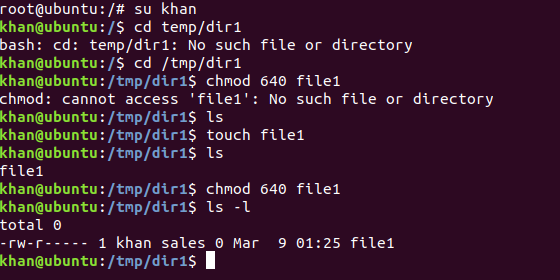 root@ubuntu:/# su khan
khan@ubuntu:/$ cd temp/dir1
bash: cd: temp/dir1: No such file or directory
khan@ubuntu:/$ cd /tmp/dir1
khan@ubuntu:/tmp/dir1$ chmod 640 file1
chmod: cannot access 'file1': No such file or directory
khan@ubuntu:/tmp/dir1$ ls
khan@ubuntu:/tmp/dir1$ touch file1
khan@ubuntu:/tmp/dir1$ ls
file1
khan@ubuntu:/tmp/dir1$ chmod 640 file1
khan@ubuntu:/tmp/dir1$ ls -l
total 0
-rw-r----- 1 khan sales 0 Mar  9 01:25 file1
khan@ubuntu:/tmp/dir1$